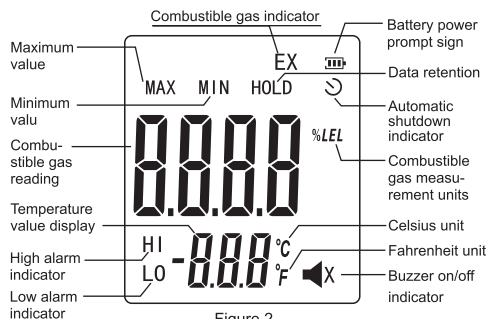 Combustible gas indicator
Maximum
value
Minimum
valu
Combu-
stible gas
reading
Temperature
value display
High alarm
indicator
Low alarm
indicator
EX
MAX MIN HOLD
8.8.8.8
%LEL
HI
LO
-8.8.8
°C
°F
X
Battery power
prompt sign
Data retention
Automatic
shutdown
indicator
Combustible
gas measu-
rement units
Celsius unit
Fahrenheit unit
Buzzer on/off
indicator
Figure 2